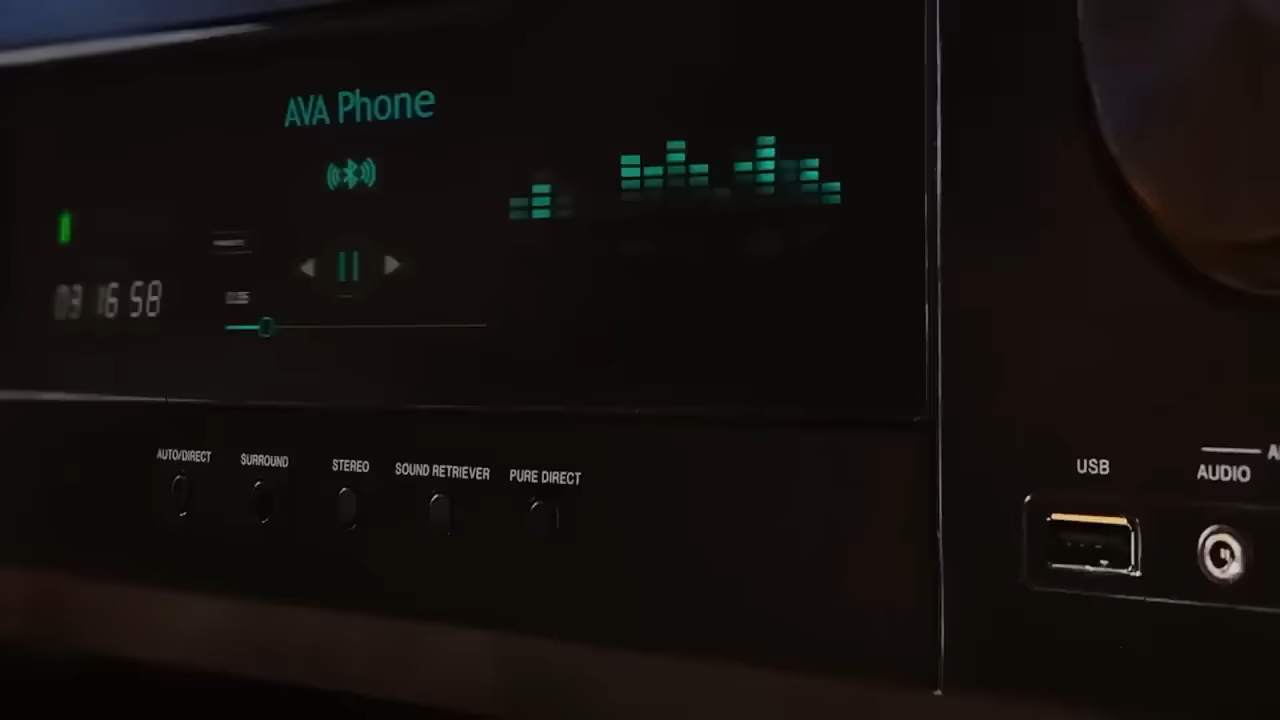 AVA Phone
03 16 58
AUTO/DIRECT
SURROUND
STEREO
SOUND RETRIEVER
PURE DIRECT
USB
AUDIO